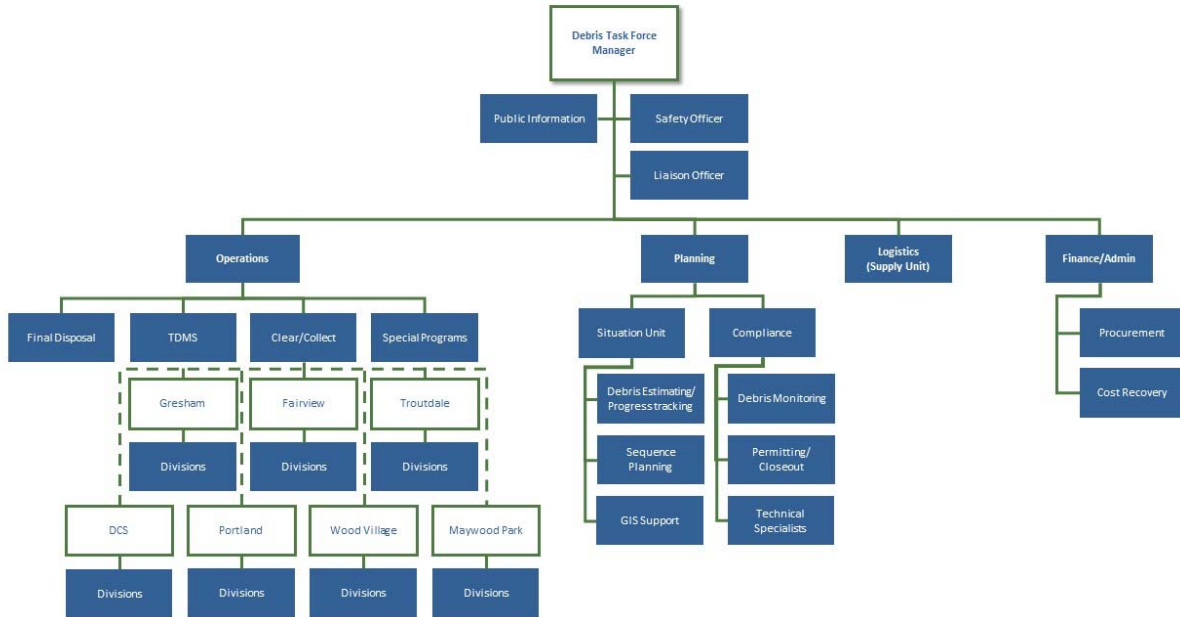 Debris Task Force
Manager
Public Information
Safety Officer
Liaison Officer
Operations
Planning
Logistics
(Supply Unit)
Finance/Admin
Final Disposal
TDMS
Clear/Collect
Special Programs
Situation Unit
Compliance
Procurement
Gresham
Fairview
Troutdale
Debris Estimating/
Progress tracking
Debris Monitoring
Cost Recovery
Divisions
Divisions
Divisions
Sequence
Planning
Permitting/
Closeout
DCS
Portland
Wood Village
Maywood Park
GIS Support
Technical
Specialists
Divisions
Divisions
Divisions
Divisions